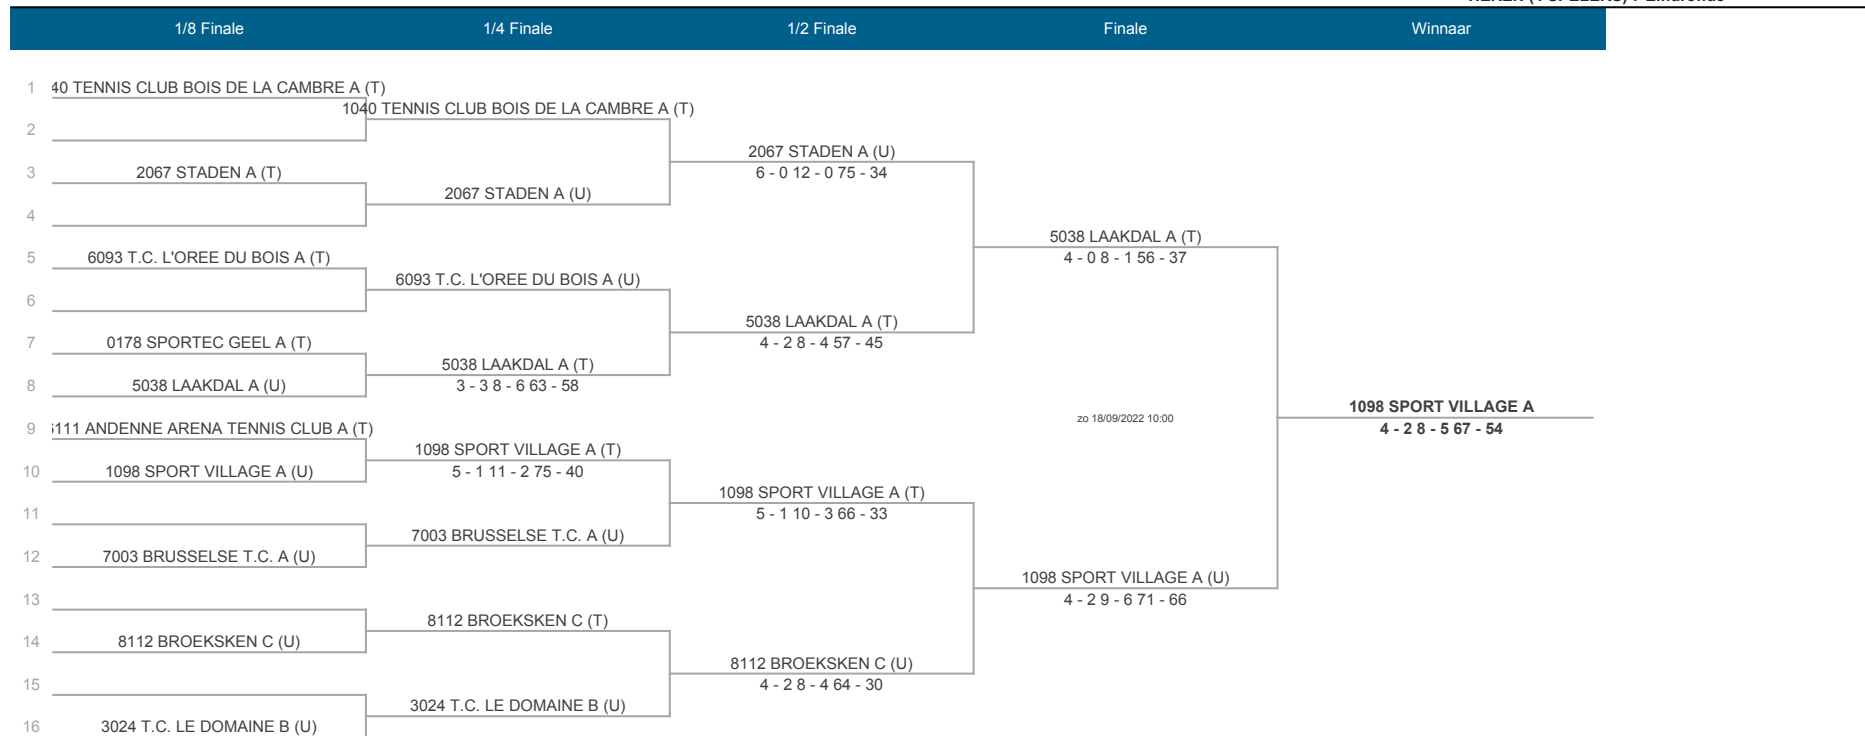 1/8 Finale 1/4 Finale 1/2 Finale Finale Winnaar
1 40 TENNIS CLUB BOIS DE LA CAMBRE A (T)
1040 TENNIS CLUB BOIS DE LA CAMBRE A (T)
2
2067 STADEN A (U)
3 2067 STADEN A (T)
6 - 0 12 - 0 75 - 34
2067 STADEN A (U)
4
5038 LAAKDAL A (T)
5 6093 T.C. L'OREE DU BOIS A (T)
4 - 0 8 - 1 56 - 37
6093 T.C. L'OREE DU BOIS A (U)
6
5038 LAAKDAL A (T)
7 0178 SPORTEC GEEL A (T)
4 - 2 8 - 4 57 - 45
5038 LAAKDAL A (T)
8 5038 LAAKDAL A (U)
3 - 3 8 - 6 63 - 58
1098 SPORT VILLAGE A
zo 18/09/2022 10:00
9 111 ANDENNE ARENA TENNIS CLUB A (T)
4 - 2 8 - 5 67 - 54
1098 SPORT VILLAGE A (T)
10 1098 SPORT VILLAGE A (U)
5 - 1 11 - 2 75 - 40
1098 SPORT VILLAGE A (T)
11
5 - 1 10 - 3 66 - 33
7003 BRUSSELSE T.C. A (U)
12 7003 BRUSSELSE T.C. A (U)
1098 SPORT VILLAGE A (U)
13
4 - 2 9 - 6 71 - 66
8112 BROEKSKEN C (T)
14 8112 BROEKSKEN C (U)
8112 BROEKSKEN C (U)
15
4 - 2 8 - 4 64 - 30
3024 T.C. LE DOMAINE B (U)
16 3024 T.C. LE DOMAINE B (U)